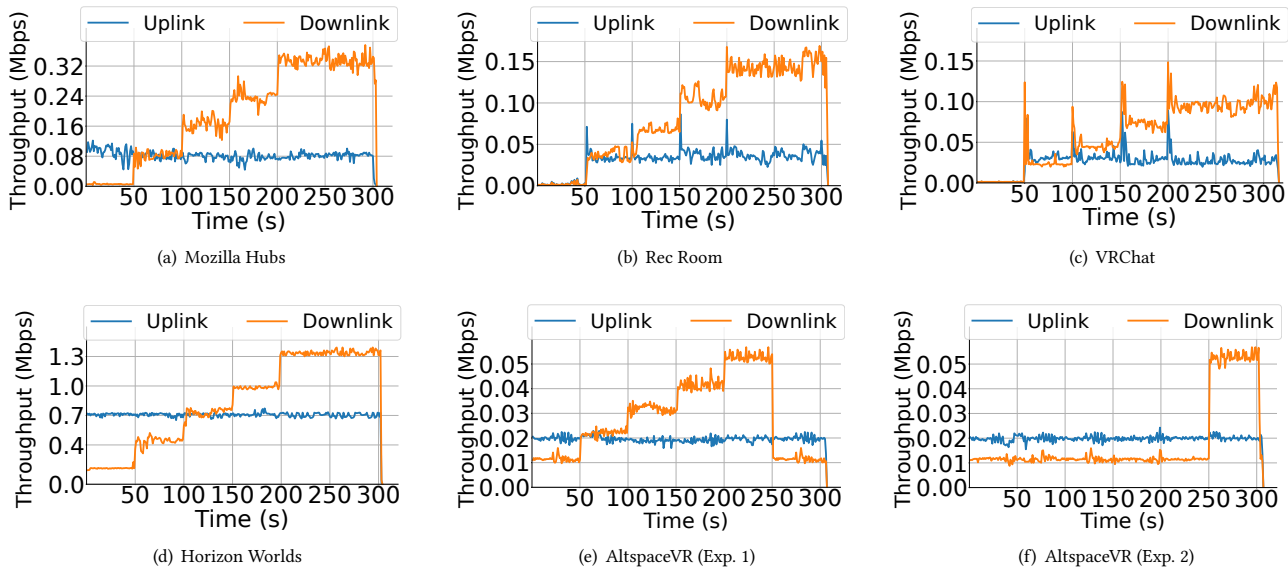 Uplink Downlink
Throughput (Mbps)
0.32
0.24
0.16
0.08
0.00
50 100 150 200 250 300
Time (s)
(a) Mozilla Hubs
Uplink Downlink
Throughput (Mbps)
0.15
0.10
0.05
0.00
50 100 150 200 250 300
Time (s)
(b) Rec Room
Uplink Downlink
Throughput (Mbps)
0.15
0.10
0.05
0.00
50 100 150 200 250 300
Time (s)
(c) VRChat
Uplink Downlink
Throughput (Mbps)
1.3
1.0
0.7
0.4
0.0
50 100 150 200 250 300
Time (s)
(d) Horizon Worlds
Uplink Downlink
Throughput (Mbps)
0.05
0.04
0.03
0.02
0.01
0.00
50 100 150 200 250 300
Time (s)
(e) AltspaceVR (Exp. 1)
Uplink Downlink
Throughput (Mbps)
0.05
0.04
0.03
0.02
0.01
0.00
50 100 150 200 250 300
Time (s)
(f) AltspaceVR (Exp. 2)